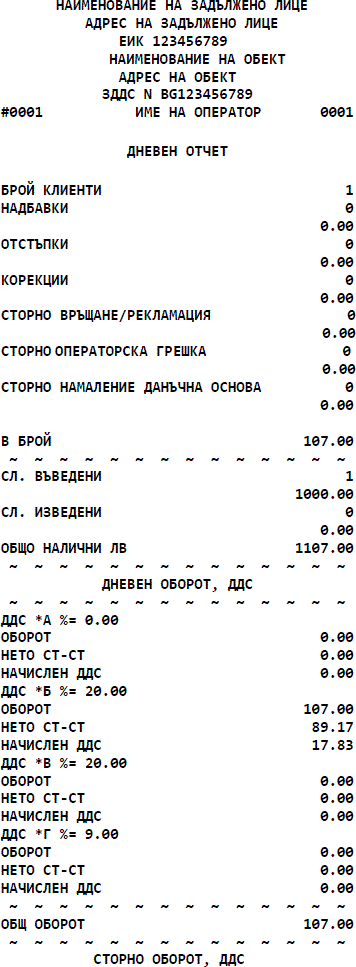 НАИМЕНОВАНИЕ НА ЗАДЪЛЖЕНО ЛИЦЕ
АДРЕС НА ЗАДЪЛЖЕНО ЛИЦЕ
ЕИК 123456789
НАИМЕНОВАНИЕ НА ОБЕКТ
АДРЕС НА ОБЕКТ
ЗДДС N BG123456789
#0001 ИМЕ НА ОПЕРАТОР 0001
ДНЕВЕН ОТЧЕТ
БРОЙ КЛИЕНТИ 1
НАДБАВКИ 0
0.00
ОТСТЪПКИ 0
0.00
КОРЕКЦИИ 0
0.00
СТОРНО ВРЪЩАНЕ/РЕКЛАМАЦИЯ 0
0.00
СТОРНО ОПЕРАТОРСКА ГРЕШКА 0
0.00
СТОРНО НАМАЛЕНИЕ ДАНЪЧНА ОСНОВА 0
0.00
В БРОЙ 107.00
~ ~ ~ ~ ~ ~ ~ ~ ~ ~ ~ ~ ~ ~
СЛ. ВЪВЕДЕНИ 1
1000.00
СЛ. ИЗВЕДЕНИ 0
0.00
ОБЩО НАЛИЧНИ ЛВ 1107.00
~ ~ ~ ~ ~ ~ ~ ~ ~ ~ ~ ~ ~ ~
ДНЕВЕН ОБОРОТ, ДДС
~ ~ ~ ~ ~ ~ ~ ~ ~ ~ ~ ~ ~ ~
ДДС *А %= 0.00
ОБОРОТ 0.00
НЕТО СТ-СТ 0.00
НАЧИСЛЕН ДДС 0.00
ДДС *Б %= 20.00
ОБОРОТ 107.00
НЕТО СТ-СТ 89.17
НАЧИСЛЕН ДДС 17.83
ДДС *В %= 20.00
ОБОРОТ 0.00
НЕТО СТ-СТ 0.00
НАЧИСЛЕН ДДС 0.00
ДДС *Г %= 9.00
ОБОРОТ 0.00
НЕТО СТ-СТ 0.00
НАЧИСЛЕН ДДС 0.00
~ ~ ~ ~ ~ ~ ~ ~ ~ ~ ~ ~ ~ ~
ОБЩ ОБОРОТ 107.00
~ ~ ~ ~ ~ ~ ~ ~ ~ ~ ~ ~ ~ ~
СТОРНО ОБОРОТ, ДДС